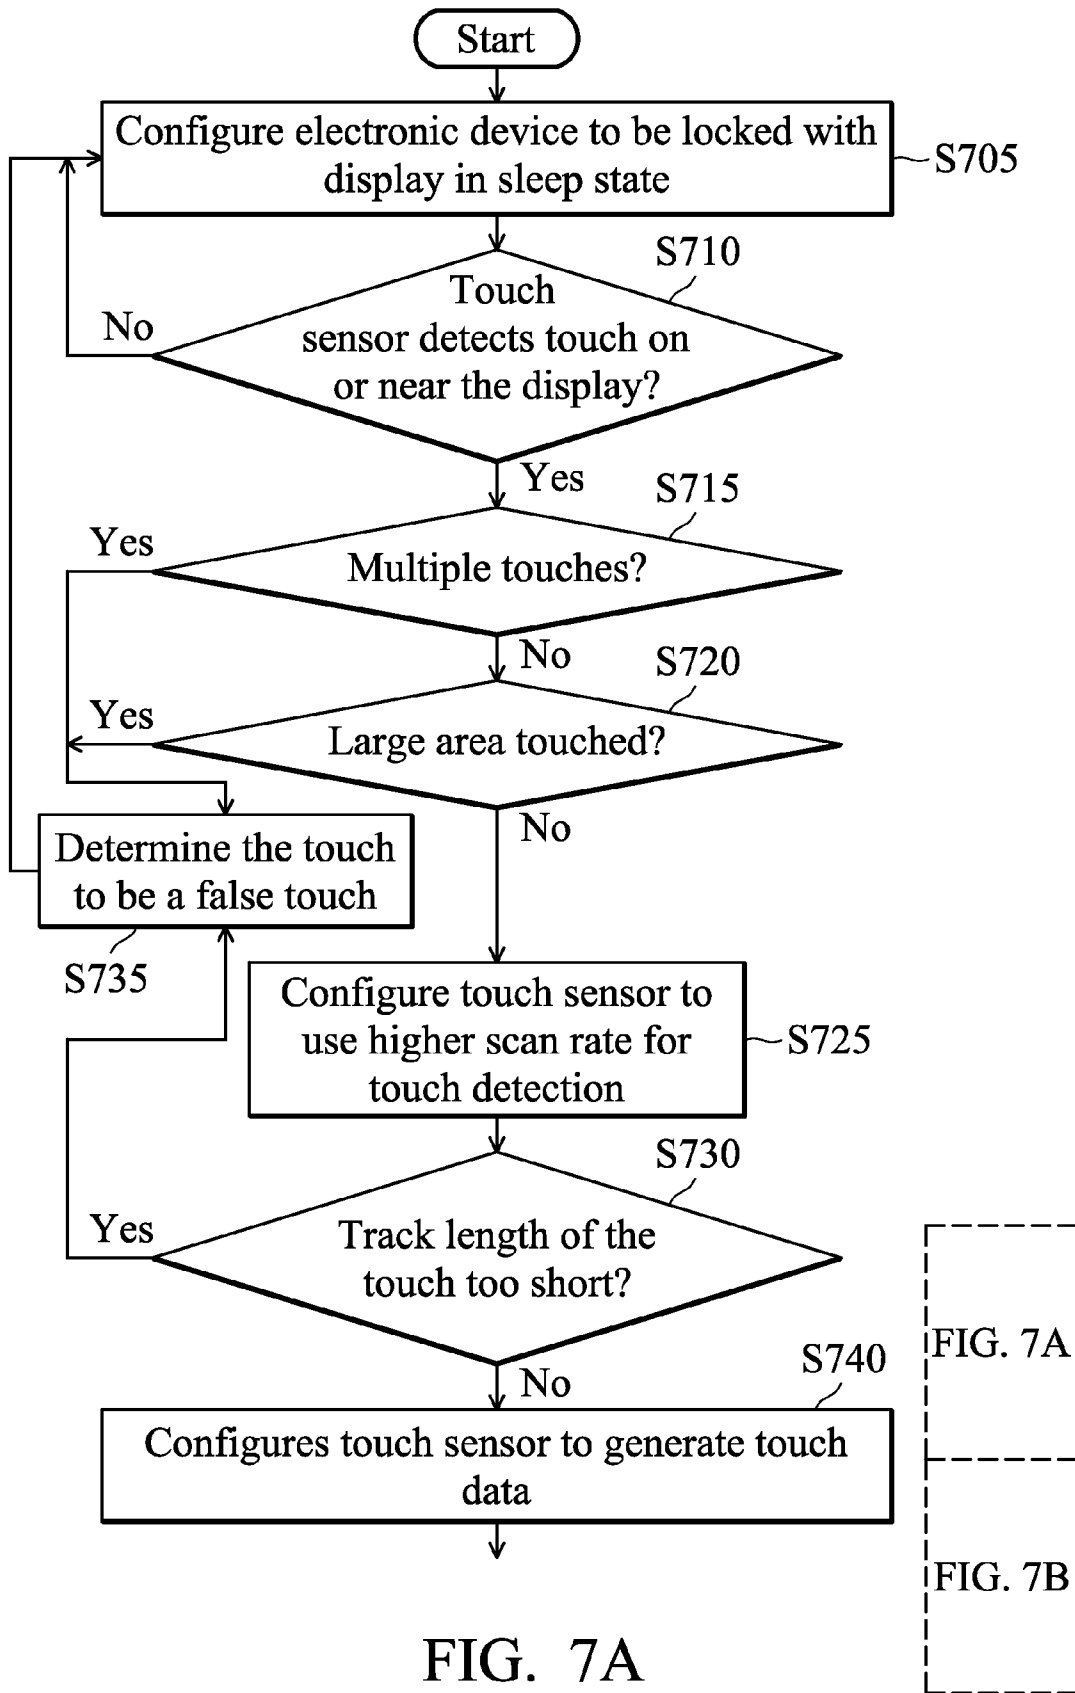 Start
Configure electronic device to be locked with
display in sleep state
S705
S710
Touch
sensor detects touch on
or near the display?
No
Yes
S715
Yes
Multiple touches?
No
S720
Yes
Large area touched?
No
Determine the touch
to be a false touch
S735
Configure touch sensor to
use higher scan rate for
touch detection
S725
S730
Yes
Track length of the
touch too short?
No
S740
Configures touch sensor to generate touch
data
FIG. 7A
FIG. 7B
FIG. 7A